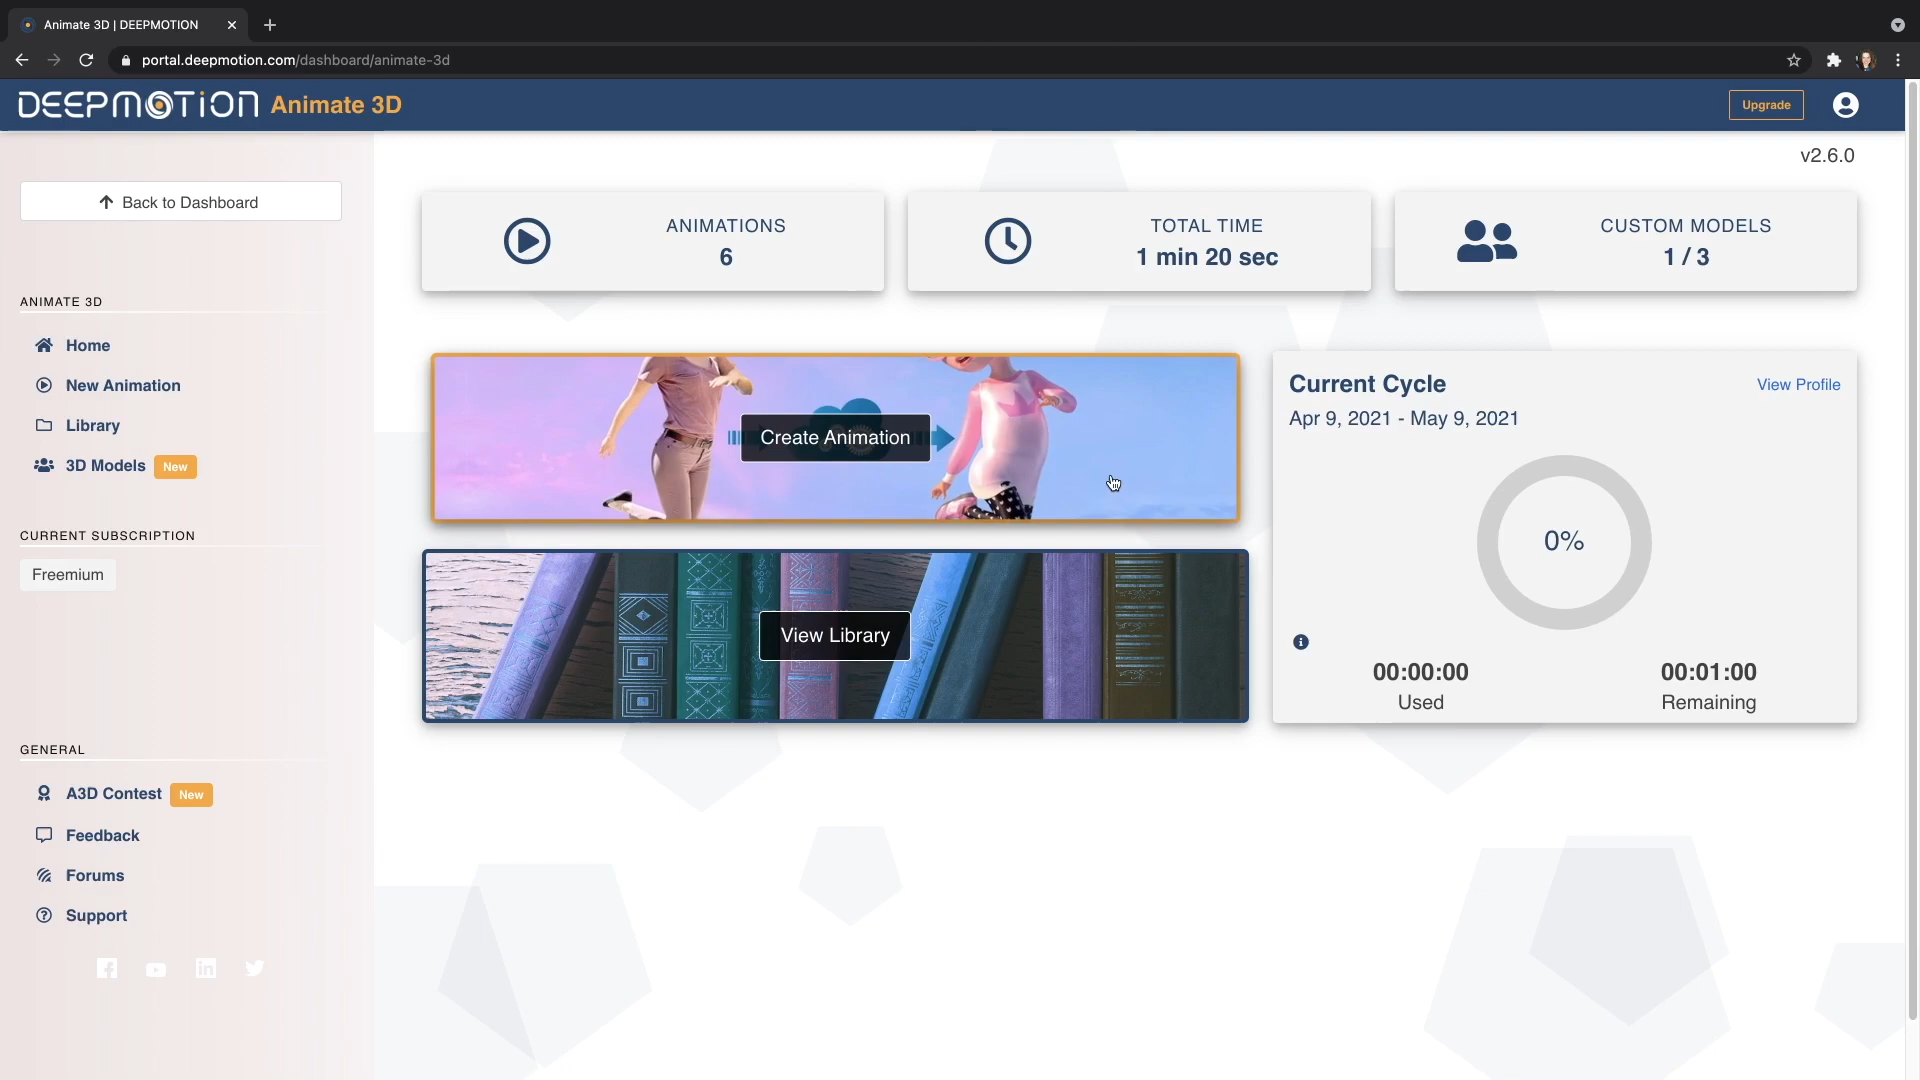 Animate 3D | DEEPMOTION
portal.deepmotion.com/dashboard/animate-3d
DEEPMOTION Animate 3D
Upgrade
v2.6.0
Back to Dashboard
ANIMATIONS
6
TOTAL TIME
1 min 20 sec
CUSTOM MODELS
1 / 3
ANIMATE 3D
Home
New Animation
Library
3D Models New
CURRENT SUBSCRIPTION
Freemium
GENERAL
A3D Contest New
Feedback
Forums
Support
Create Animation
View Library
Current Cycle
View Profile
Apr 9, 2021 - May 9, 2021
0%
00:00:00
Used
00:01:00
Remaining